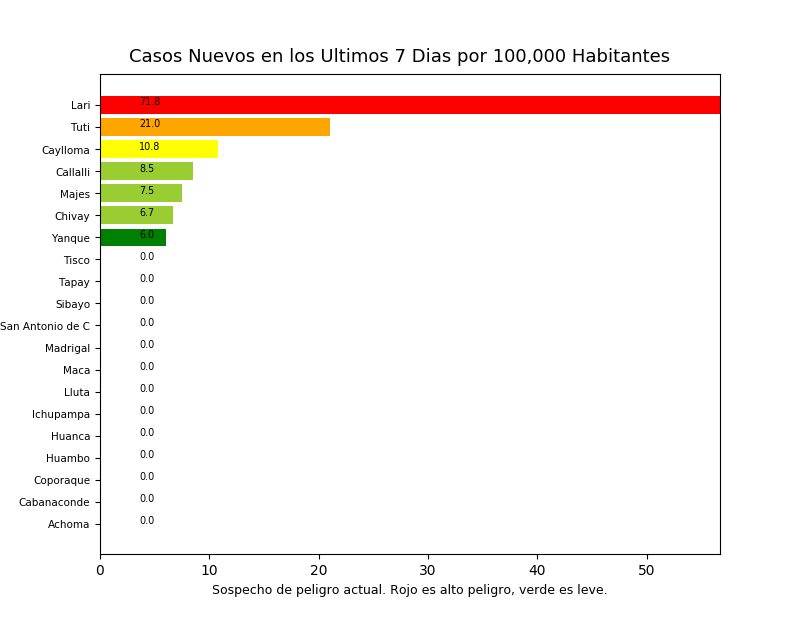 Casos Nuevos en los Ultimos 7 Dias por 100,000 Habitantes
Lari 71.8
Tuti 21.0
Caylloma 10.8
Callalli 8.5
Majes 7.5
Chivay 6.7
Yanque 6.0
Tisco 0.0
Tapay 0.0
Sibayo 0.0
San Antonio de C 0.0
Madrigal 0.0
Maca 0.0
Lluta 0.0
Ichupampa 0.0
Huanca 0.0
Huambo 0.0
Coporaque 0.0
Cabanaconde 0.0
Achoma 0.0
0 10 20 30 40 50
Sospecho de peligro actual. Rojo es alto peligro, verde es leve.